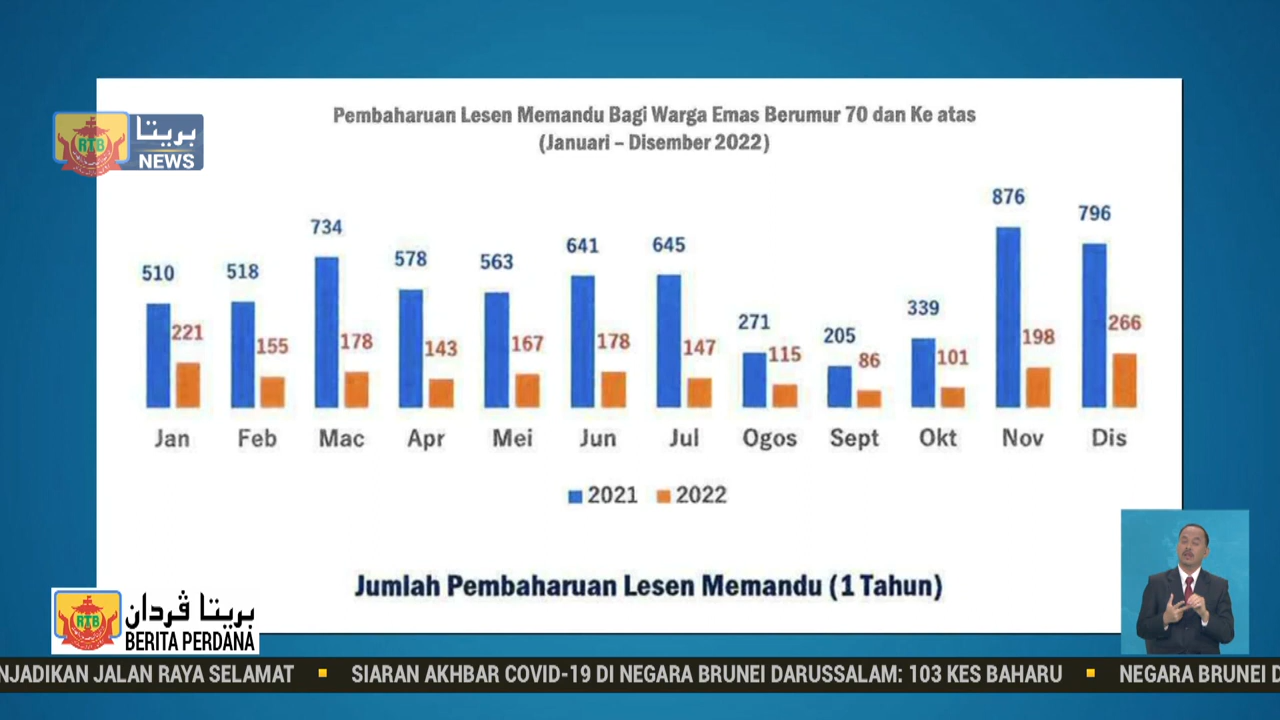 Pembaharuan Lesen Memandu Bagi Warga Emas Berumur 70 dan Ke atas
(Januari – Disember 2022)
RTB
بريتا
NEWS
510 518 734 578 563 641 645 271 205 339 876 796
221 155 178 143 167 178 147 115 86 101 198 266
Jan Feb Mac Apr Mei Jun Jul Ogos Sept Okt Nov Dis
2021 2022
Jumlah Pembaharuan Lesen Memandu (1 Tahun)
RTB
بريتا ڤردان
BERITA PERDANA
NJADIKAN JALAN RAYA SELAMAT SIARAN AKHBAR COVID-19 DI NEGARA BRUNEI DARUSSALAM: 103 KES BAHARU NEGARA BRUNEI D